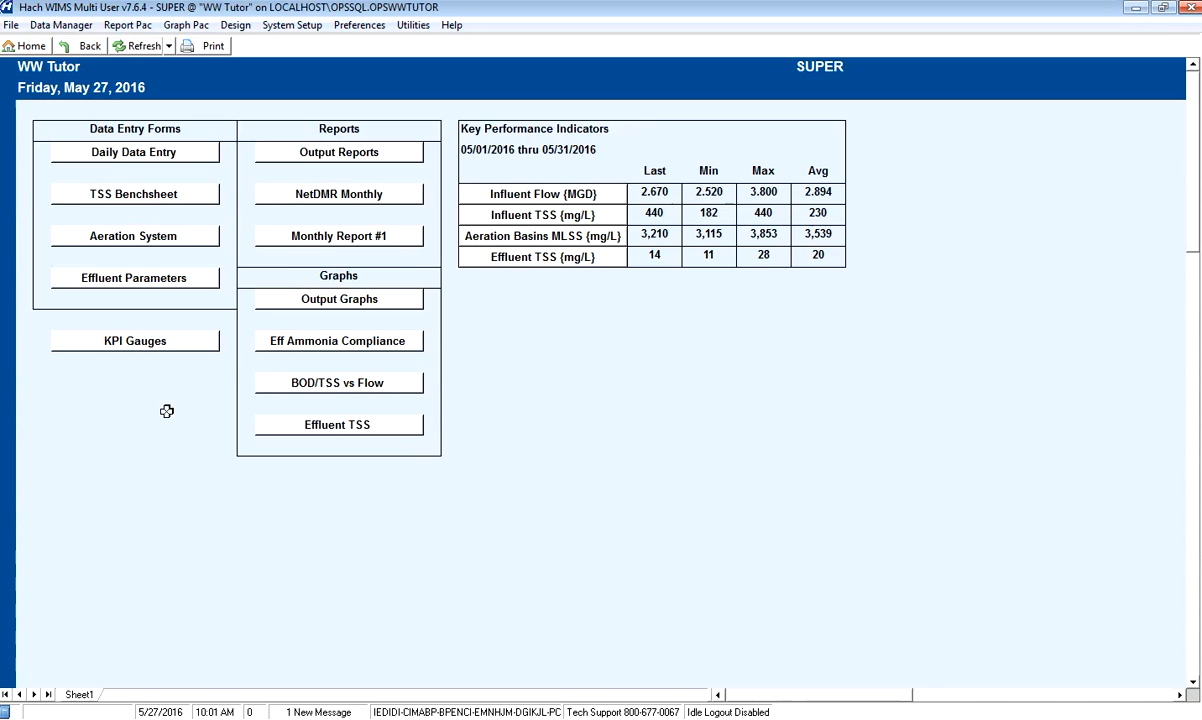 Hach WIMS Multi User v7.6.4 - SUPER @ "WW Tutor" on LOCALHOST\OPSSQL.OPSWWTUTOR
File Data Manager Report Pac Graph Pac Design System Setup Preferences Utilities Help
Home Back Refresh Print
WW Tutor SUPER
Friday, May 27, 2016
Data Entry Forms
Daily Data Entry
TSS Benchsheet
Aeration System
Effluent Parameters
KPI Gauges
Reports
Output Reports
NetDMR Monthly
Monthly Report #1
Graphs
Output Graphs
Eff Ammonia Compliance
BOD/TSS vs Flow
Effluent TSS
Key Performance Indicators
05/01/2016 thru 05/31/2016
Last Min Max Avg
Influent Flow {MGD} 2.670 2.520 3.800 2.894
Influent TSS {mg/L} 440 182 440 230
Aeration Basins MLSS {mg/L} 3,210 3,115 3,853 3,539
Effluent TSS {mg/L} 14 11 28 20
Sheet1
5/27/2016 10:01 AM 0 1 New Message IEDIDI-CIMABP-BPENCI-EMNHJM-DGIKJL-PC Tech Support 800-677-0067 Idle Logout Disabled